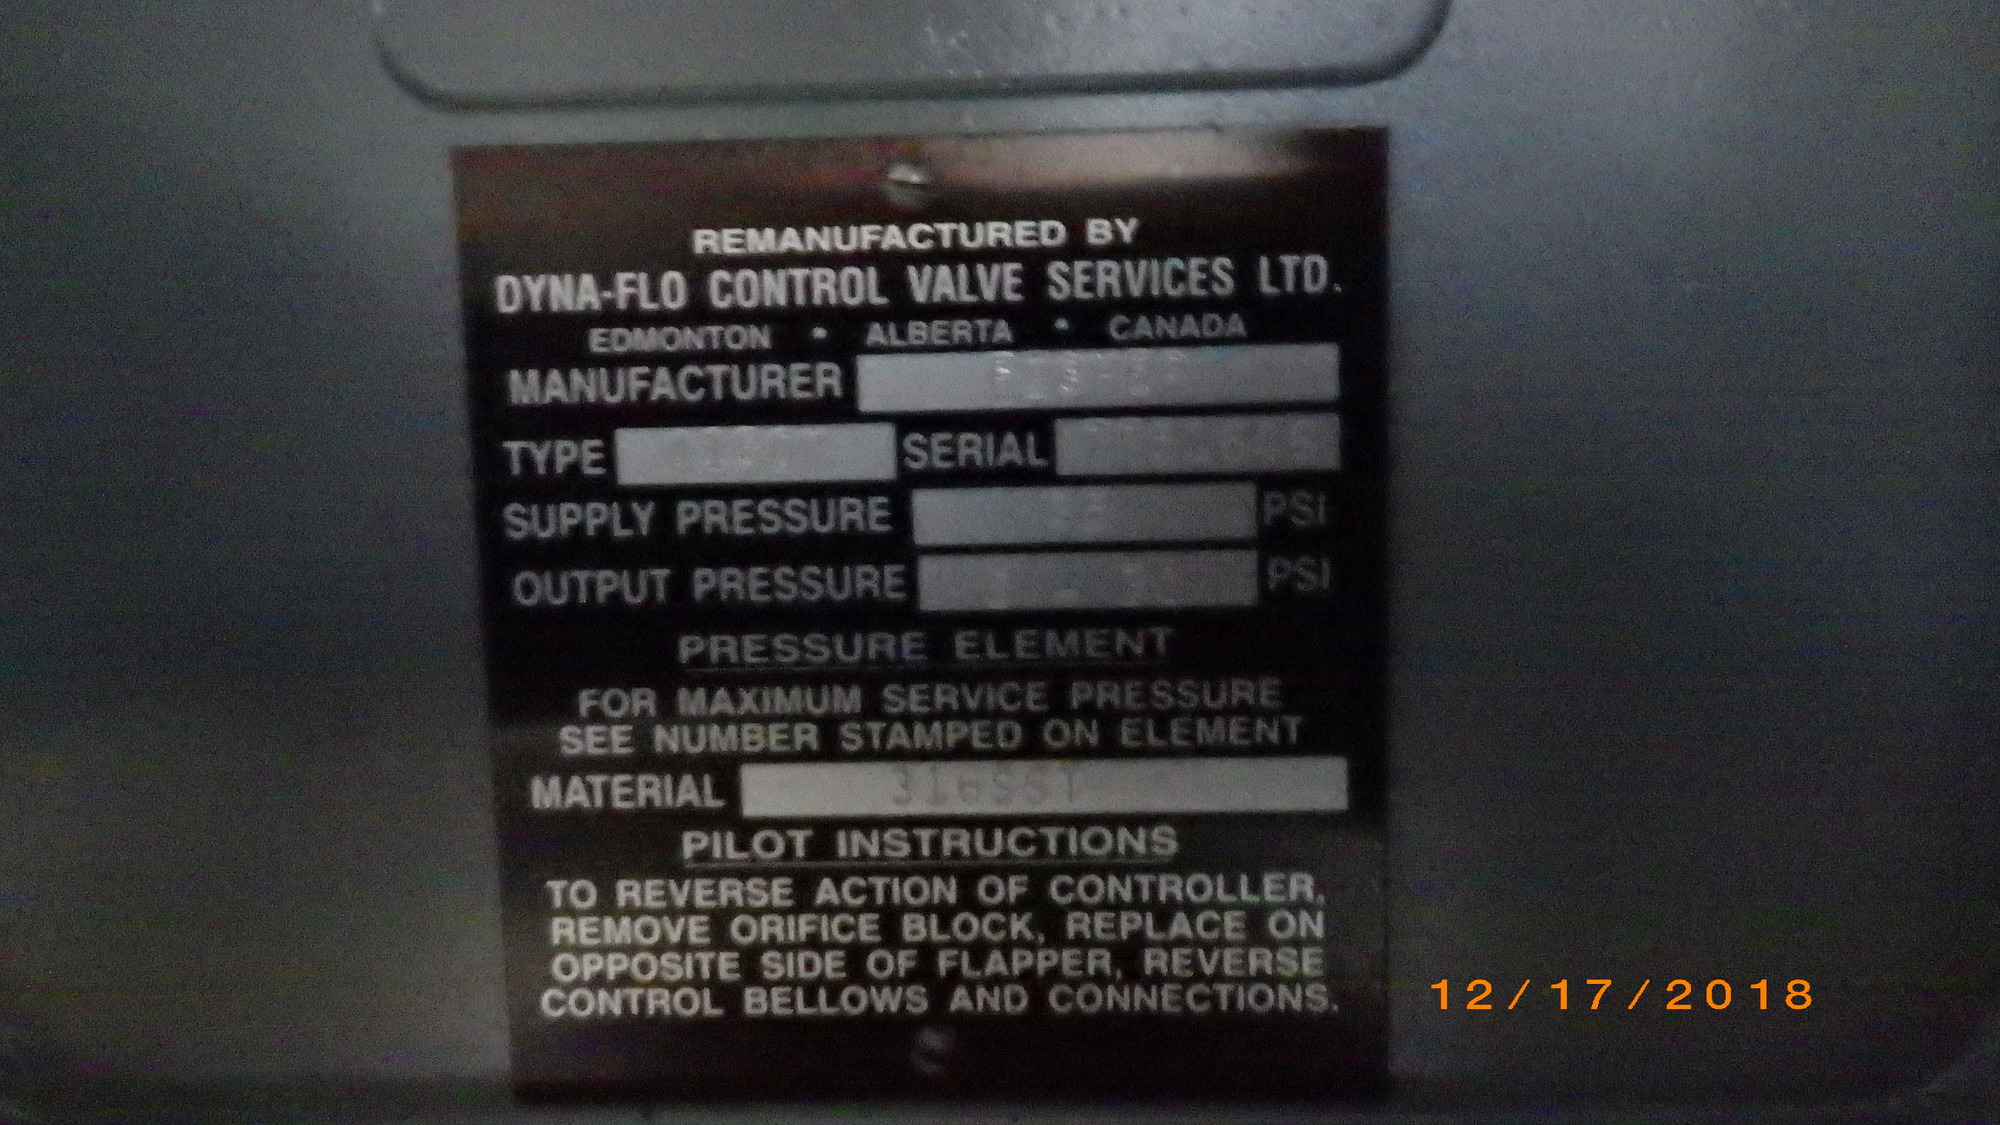 REMANUFACTURED BY
DYNA-FLO CONTROL VALVE SERVICES LTD.
EDMONTON • ALBERTA • CANADA
MANUFACTURER FISHER
TYPE SERIAL
SUPPLY PRESSURE PSI
OUTPUT PRESSURE PSI
PRESSURE ELEMENT
FOR MAXIMUM SERVICE PRESSURE
SEE NUMBER STAMPED ON ELEMENT
MATERIAL 316SST
PILOT INSTRUCTIONS
TO REVERSE ACTION OF CONTROLLER,
REMOVE ORIFICE BLOCK, REPLACE ON
OPPOSITE SIDE OF FLAPPER, REVERSE
CONTROL BELLOWS AND CONNECTIONS.
12/17/2018